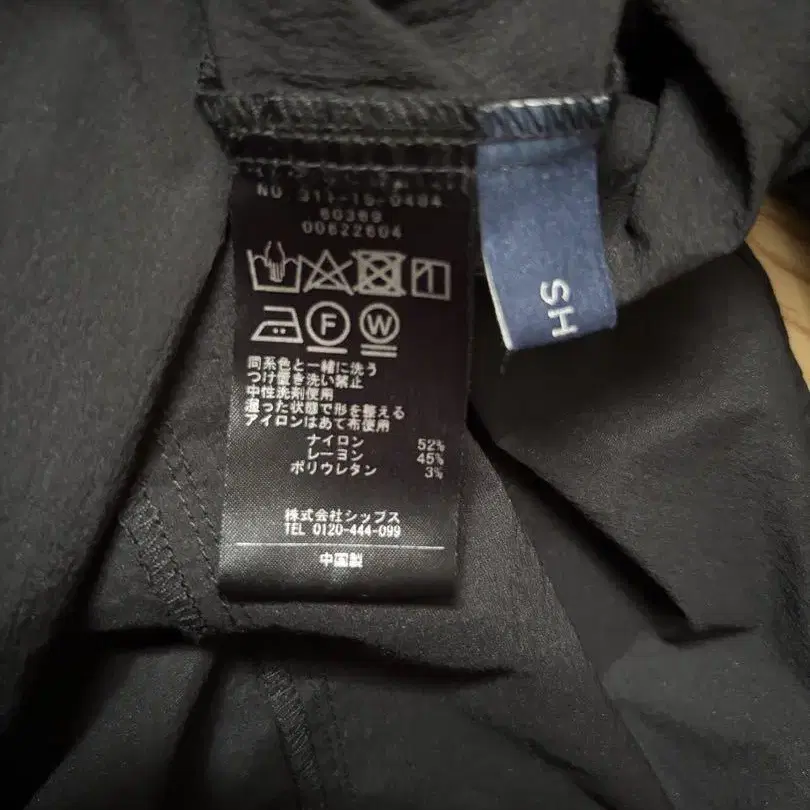 NO 311-15-0484
60369
00622604
F W
同系色と一緒に洗う
つけ置き洗い禁止
中性洗剤使用
湿った状態で形を整える
アイロンはあて布使用
ナイロン 52%
レーヨン 45%
ポリウレタン 3%
株式会社シップス
TEL 0120-444-099
中国製
SH